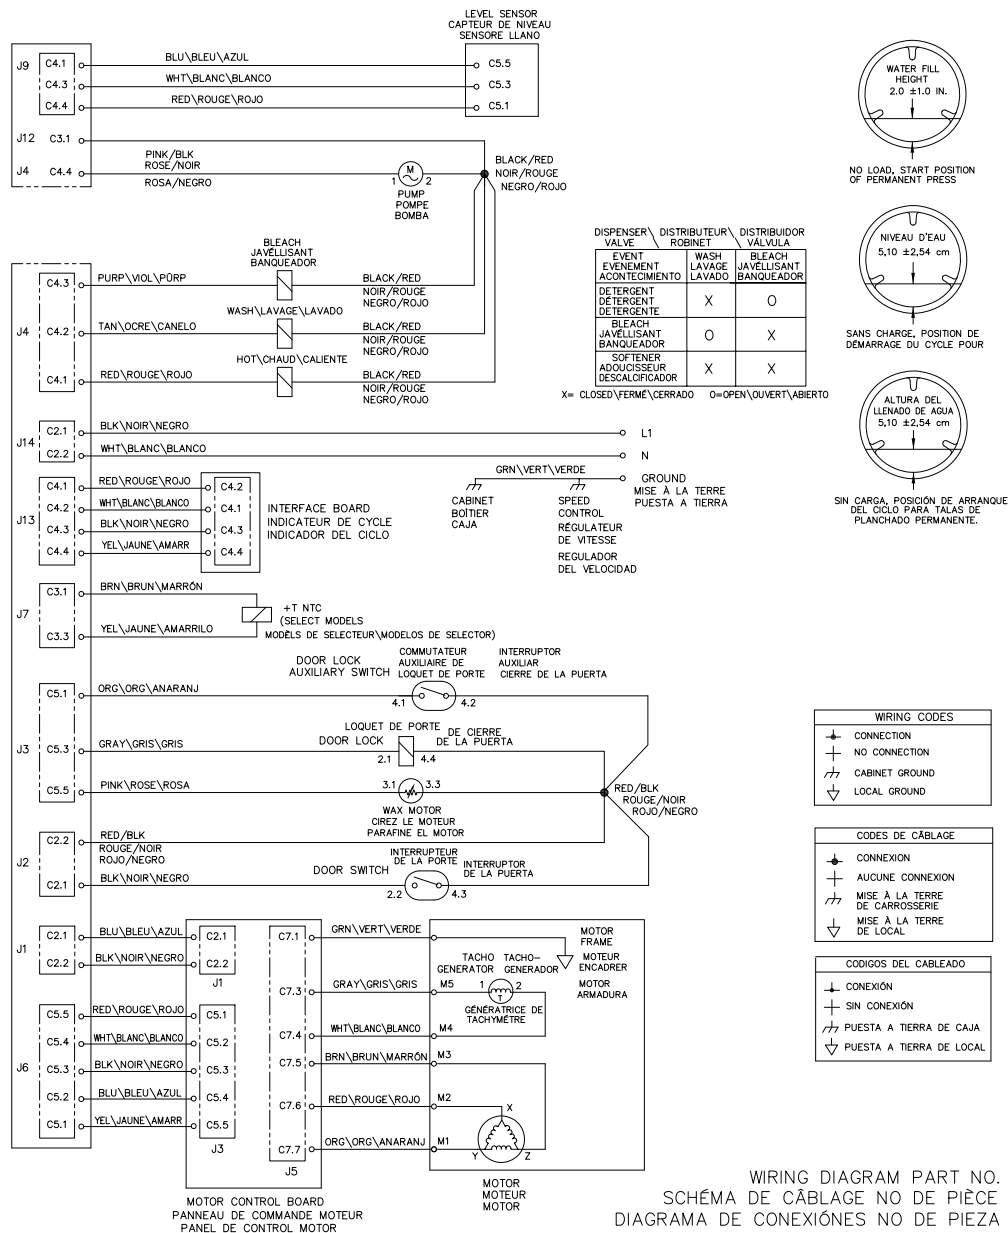 LEVEL SENSOR
CAPTEUR DE NIVEAU
SENSORE LLANO
J9
C4.1
BLU\BLEU\AZUL
C5.5
C4.3
WHT\BLANC\BLANCO
C5.3
C4.4
RED\ROUGE\ROJO
C5.1
J12
C3.1
J4
C4.4
PINK/BLK
ROSE/NOIR
ROSA/NEGRO
M
1
2
PUMP
POMPE
BOMBA
BLACK/RED
NOIR/ROUGE
NEGRO/ROJO
WATER FILL
HEIGHT
2.0 ±1.0 IN.
NO LOAD, START POSITION
OF PERMANENT PRESS
NIVEAU D'EAU
5,10 ±2,54 cm
SANS CHARGE, POSITION DE
DÉMARRAGE DU CYCLE POUR
ALTURA DEL
LLENADO DE AGUA
5,10 ±2,54 cm
SIN CARGA, POSICIÓN DE ARRANQUE
DEL CICLO PARA TALAS DE
PLANCHADO PERMANENTE.
J4
BLEACH
JAVÉLLISANT
BANQUEADOR
C4.3
PURP\VIOL\PÚRP
BLACK/RED
NOIR/ROUGE
NEGRO/ROJO
WASH\LAVAGE\LAVADO
C4.2
TAN\OCRE\CANELO
BLACK/RED
NOIR/ROUGE
NEGRO/ROJO
HOT\CHAUD\CALIENTE
C4.1
RED\ROUGE\ROJO
BLACK/RED
NOIR/ROUGE
NEGRO/ROJO
DISPENSER\ DISTRIBUTEUR\ DISTRIBUIDOR
VALVE ROBINET VÁLVULA
EVENT
EVENEMENT
ACONTECIMIENTO
WASH
LAVAGE
LAVADO
BLEACH
JAVÉLLISANT
BANQUEADOR
DETERGENT
DÉTERGENT
DETERGENTE
X
O
BLEACH
JAVÉLLISANT
BANQUEADOR
O
X
SOFTENER
ADOUCISSEUR
DESCALCIFICADOR
X
X
X= CLOSED\FERMÉ\CERRADO O=OPEN\OUVERT\ABIERTO
J14
C2.1
BLK\NOIR\NEGRO
L1
C2.2
WHT\BLANC\BLANCO
N
GRN\VERT\VERDE
GROUND
MISE À LA TERRE
PUESTA A TIERRA
CABINET
BOÎTIER
CAJA
SPEED
CONTROL
RÉGULATEUR
DE VITESSE
REGULADOR
DEL VELOCIDAD
J13
C4.1
RED\ROUGE\ROJO
C4.2
C4.2
WHT\BLANC\BLANCO
C4.1
C4.3
BLK\NOIR\NEGRO
C4.3
C4.4
YEL\JAUNE\AMARR
C4.4
INTERFACE BOARD
INDICATEUR DE CYCLE
INDICADOR DEL CICLO
J7
C3.1
BRN\BRUN\MARRÓN
C3.3
YEL\JAUNE\AMARRILO
+T NTC
(SELECT MODELS
MODÈLS DE SELECTEUR\MODELOS DE SELECTOR)
DOOR LOCK
AUXILIARY SWITCH
COMMUTATEUR
AUXILIAIRE DE
LOQUET DE PORTE
INTERRUPTOR
AUXILIAR
CIERRE DE LA PUERTA
J3
C5.1
ORG\ORG\ANARANJ
4.1
4.2
LOQUET DE PORTE
DOOR LOCK
DE CIERRE
DE LA PUERTA
C5.3
GRAY\GRIS\GRIS
2.1
4.4
C5.5
PINK\ROSE\ROSA
3.1
3.3
WAX MOTOR
CIREZ LE MOTEUR
PARAFINE EL MOTOR
RED/BLK
ROUGE/NOIR
ROJO/NEGRO
J2
C2.2
RED/BLK
ROUGE/NOIR
ROJO/NEGRO
C2.1
BLK\NOIR\NEGRO
INTERRUPTEUR
DE LA PORTE
DOOR SWITCH
INTERRUPTOR
DE LA PUERTA
2.2
4.3
WIRING CODES
CONNECTION
NO CONNECTION
CABINET GROUND
LOCAL GROUND
CODES DE CÂBLAGE
CONNEXION
AUCUNE CONNEXION
MISE À LA TERRE
DE CARROSSERIE
MISE À LA TERRE
DE LOCAL
CODIGOS DEL CABLEADO
CONEXIÓN
SIN CONEXIÓN
PUESTA A TIERRA DE CAJA
PUESTA A TIERRA DE LOCAL
J1
C2.1
BLU\BLEU\AZUL
C2.1
C2.2
BLK\NOIR\NEGRO
C2.2
J1
J6
C5.5
RED\ROUGE\ROJO
C5.1
C5.4
WHT\BLANC\BLANCO
C5.2
C5.3
BLK\NOIR\NEGRO
C5.3
C5.2
BLU\BLEU\AZUL
C5.4
C5.1
YEL\JAUNE\AMARR
C5.5
J3
C7.1
GRN\VERT\VERDE
MOTOR
FRAME
MOTEUR
ENCADRER
MOTOR
ARMADURA
TACHO
GENERATOR
TACHO-
GENERADOR
C7.3
GRAY\GRIS\GRIS
M5
1
2
T
GÉNÉRATRICE DE
TACHYMÉTRE
C7.4
WHT\BLANC\BLANCO
M4
C7.5
BRN\BRUN\MARRÓN
M3
C7.6
RED\ROUGE\ROJO
M2
X
C7.7
ORG\ORG\ANARANJ
M1
Y
Z
J5
MOTOR
MOTEUR
MOTOR
MOTOR CONTROL BOARD
PANNEAU DE COMMANDE MOTEUR
PANEL DE CONTROL MOTOR
WIRING DIAGRAM PART NO.
SCHÉMA DE CÂBLAGE NO DE PIÈCE
DIAGRAMA DE CONEXIÓNES NO DE PIEZA